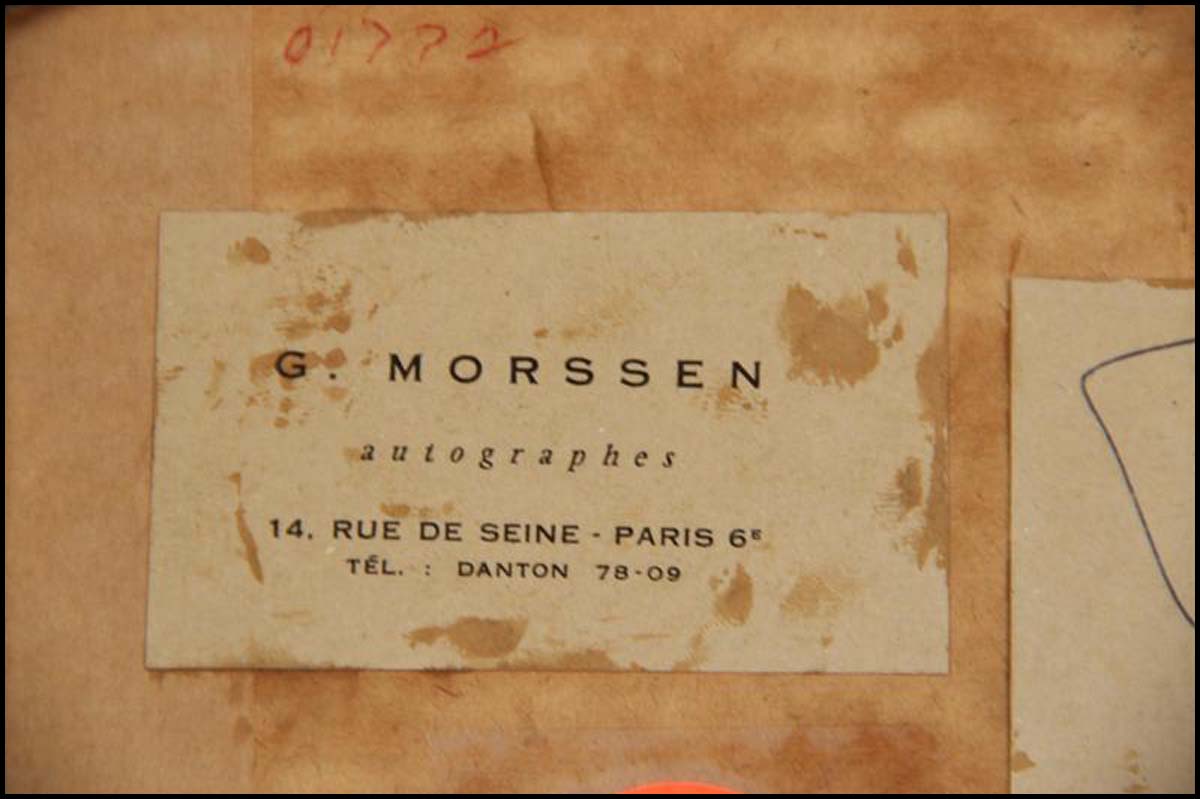 01772
G. MORSSEN
autographes
14, RUE DE SEINE - PARIS 6ᴱ
TÉL. : DANTON 78-09